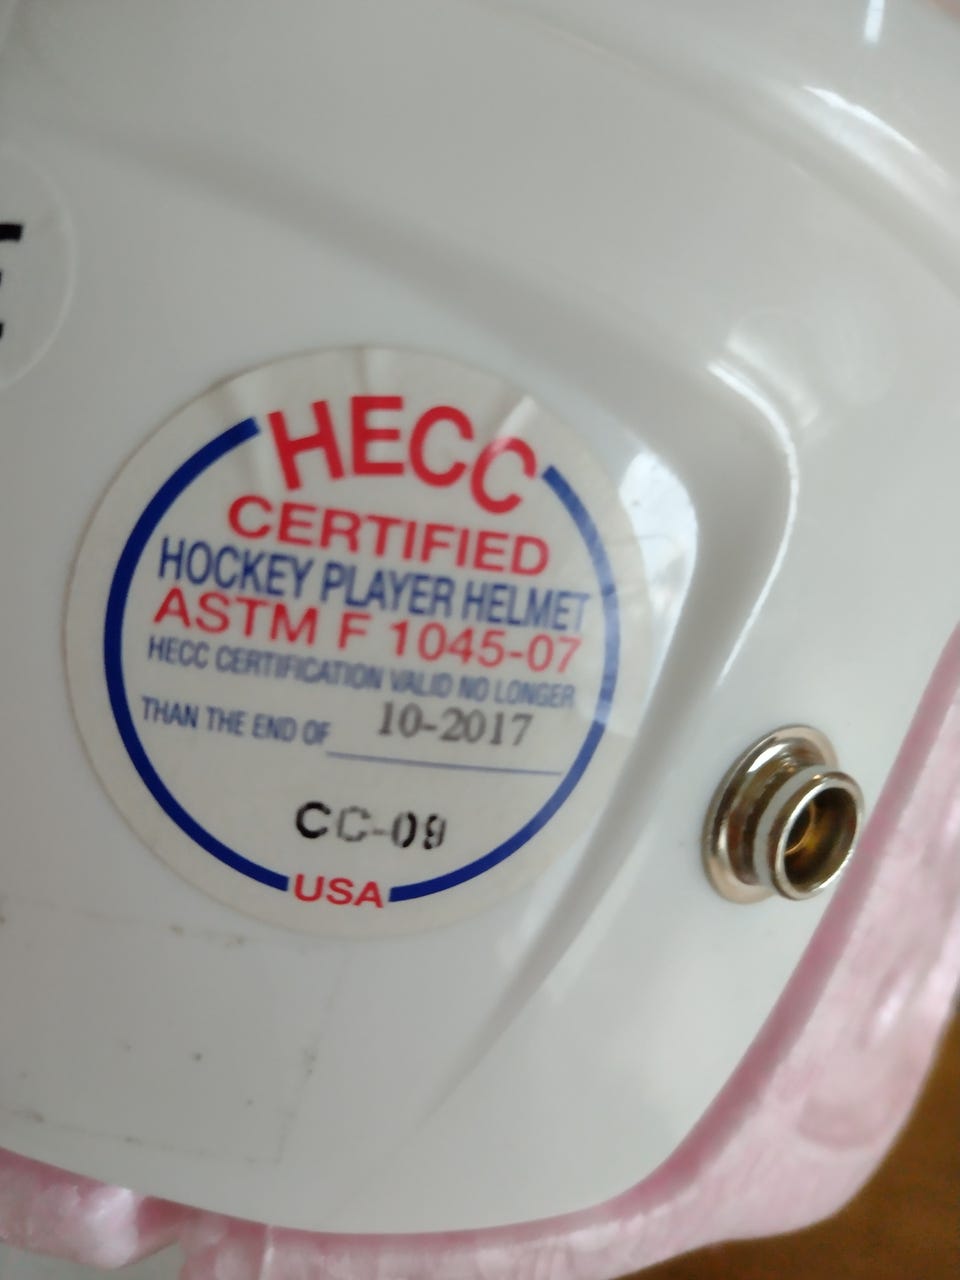 HECC
CERTIFIED
HOCKEY PLAYER HELMET
ASTM F 1045-07
HECC CERTIFICATION VALID NO LONGER
THAN THE END OF 10-2017
CC-09
USA